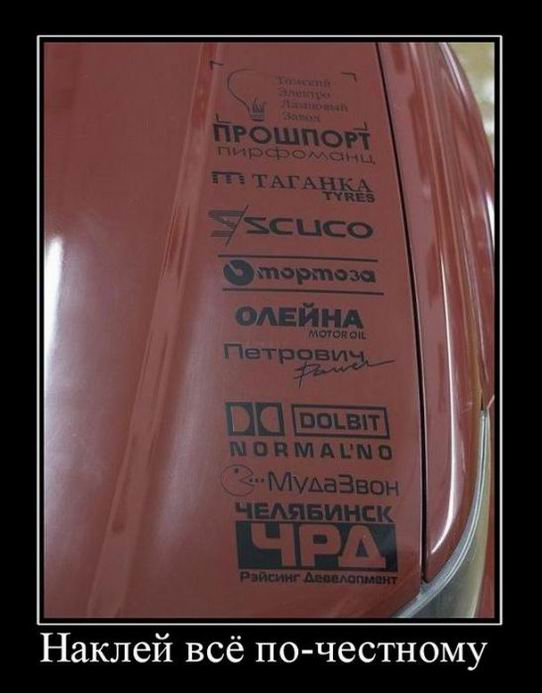 Томский
Электро
Ламповый
Завод
ПРОШПОРТ
пирфоманц
ТАГАНКА
TYRES
SCUCO
тормоза
ОЛЕЙНА
MOTOR OIL
Петрович
Power
DOLBIT
NORMAL'NO
МудаЗвон
ЧЕЛЯБИНСК
ЧРД
Рэйсинг Девелопмент
Наклей всё по-честному